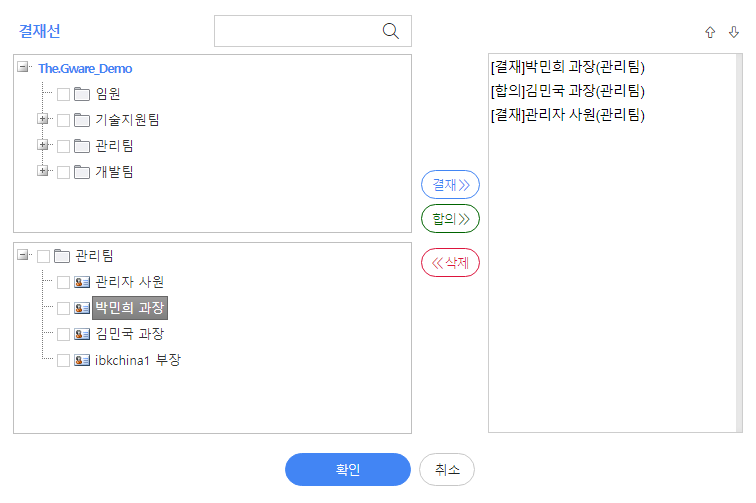 결재선
The.Gware_Demo
임원
기술지원팀
관리팀
개발팀
관리팀
관리자 사원
박민희 과장
김민국 과장
ibkchina1 부장
결재
합의
삭제
[결재]박민희 과장(관리팀)
[합의]김민국 과장(관리팀)
[결재]관리자 사원(관리팀)
확인
취소